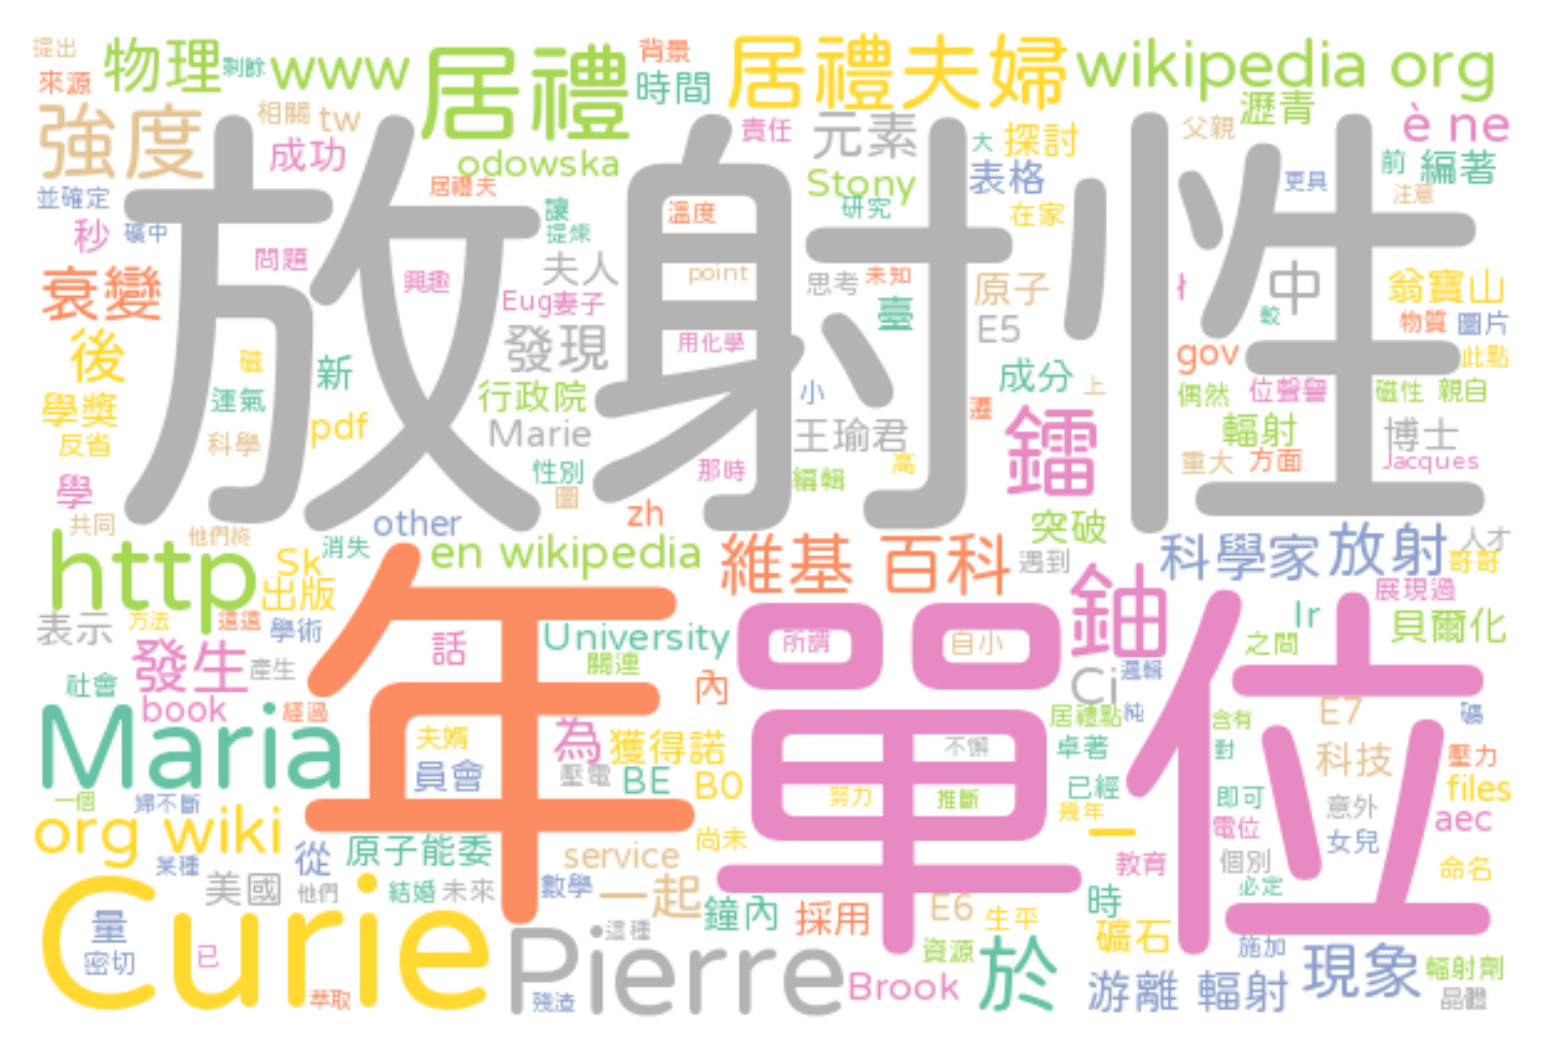 提出
物理
剩餘
www
居禮
背景
居禮夫婦
wikipedia org
來源
時間
瀝青
強度
相關
tw
成功
責任
元素
大
探討
父親
è ne
odowska
居禮夫
Stony
表格
前
編著
並確定
更具
注意
放射性
秒
礦中
讓
提煉
溫度
研究
在家
問題
夫人
興趣
point
思考
未知
原子
中
翁寶山
衰變
Eug妻子
臺
E5
較
物質
圖片
後
發現
用化學
gov
此點
磁
新
成分
上
運氣
行政院
小
偶然
位聲譽
磁性
親自
學獎
pdf
Marie
王瑜君
鐳
輻射
博士
反省
科學
性別
那時
高
重大
方面
Jacques
學
圖
編輯
共同
他們將
other
zh
突破
http
消失
en wikipedia
維基
百科
遇到
科學家
放射
人才
哥哥
Sk
出版
展現過
鈾
表示
方法
這這
學術
年
話
University
所謂
自小
單位
之間
Ir
貝爾化
發生
產生
關連
內
Ci
邏輯
社會
book
經過
居禮點
純
含有
E7
礦
Maria
夫婿
為
獲得諾
不懈
卓著
對
科技
壓力
員會
壓電
BE
B0
努力
推斷
已經
即可
files
一個
婦不斷
幾年
一
電位
意外
aec
org wiki
從
原子能委
service
尚未
教育
個別
女兒
某種
必定
命名
美國
他們
結婚
未來
數學
一起
Curie
量
鐘內
採用
E6
生平
時
這種
礦石
密切
已
Pierre
資源
於
施加
現象
輻射劑
萃取
殘渣
Brook
游離
輻射
晶體